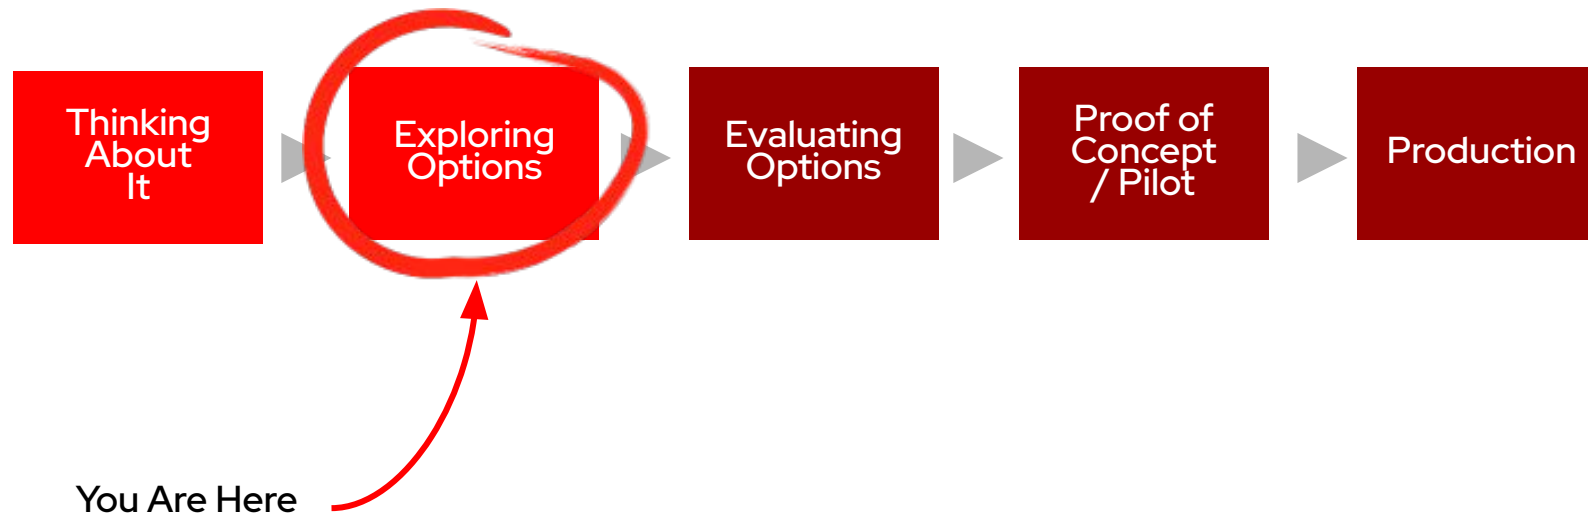 Thinking
About
It
Exploring
Options
Evaluating
Options
Proof of
Concept
/ Pilot
Production
You Are Here